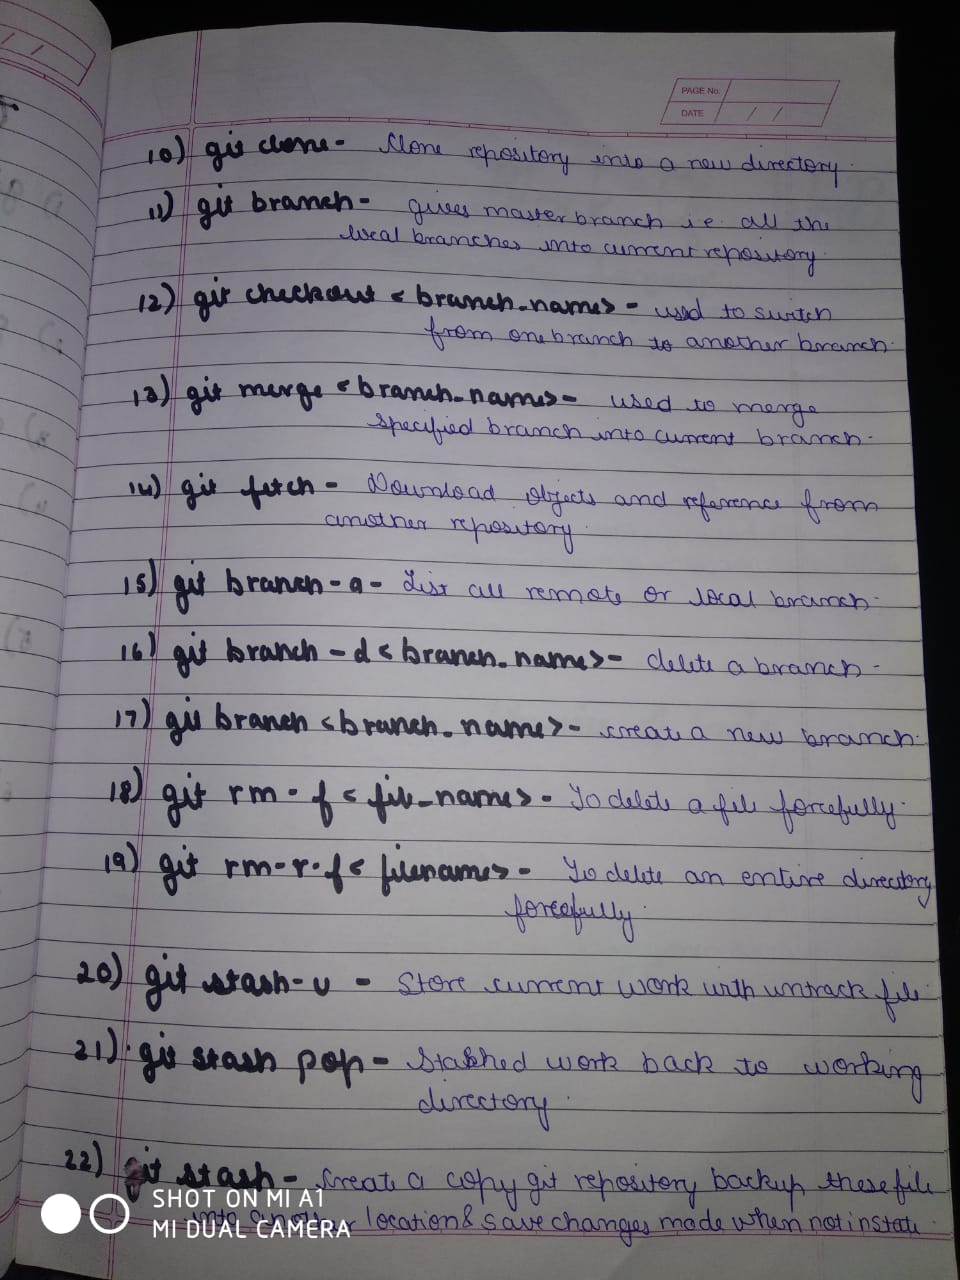 PAGE No.
DATE / /
10) git clone - Clone repository into a new directory.
11) git branch - gives master branch i.e. all the
local branches into current repository.
12) git checkout <branch_name> - used to switch
from one branch to another branch.
13) git merge <branch_name> - used to merge
specified branch into current branch.
14) git fetch - Download objects and reference from
another repository.
15) git branch -a - List all remote or local branch.
16) git branch -d <branch_name> - delete a branch.
17) git branch <branch_name> - create a new branch.
18) git rm -f <file_name> - To delete a file forcefully.
19) git rm -r -f <filename> - To delete an entire directory
forcefully.
20) git stash -u - Store current work with untrack file.
21) git stash pop - Stashed work back to working
directory.
22) git stash - Create a copy git repository backup these file
into location & save changes made when not in state.
SHOT ON MI A1
MI DUAL CAMERA